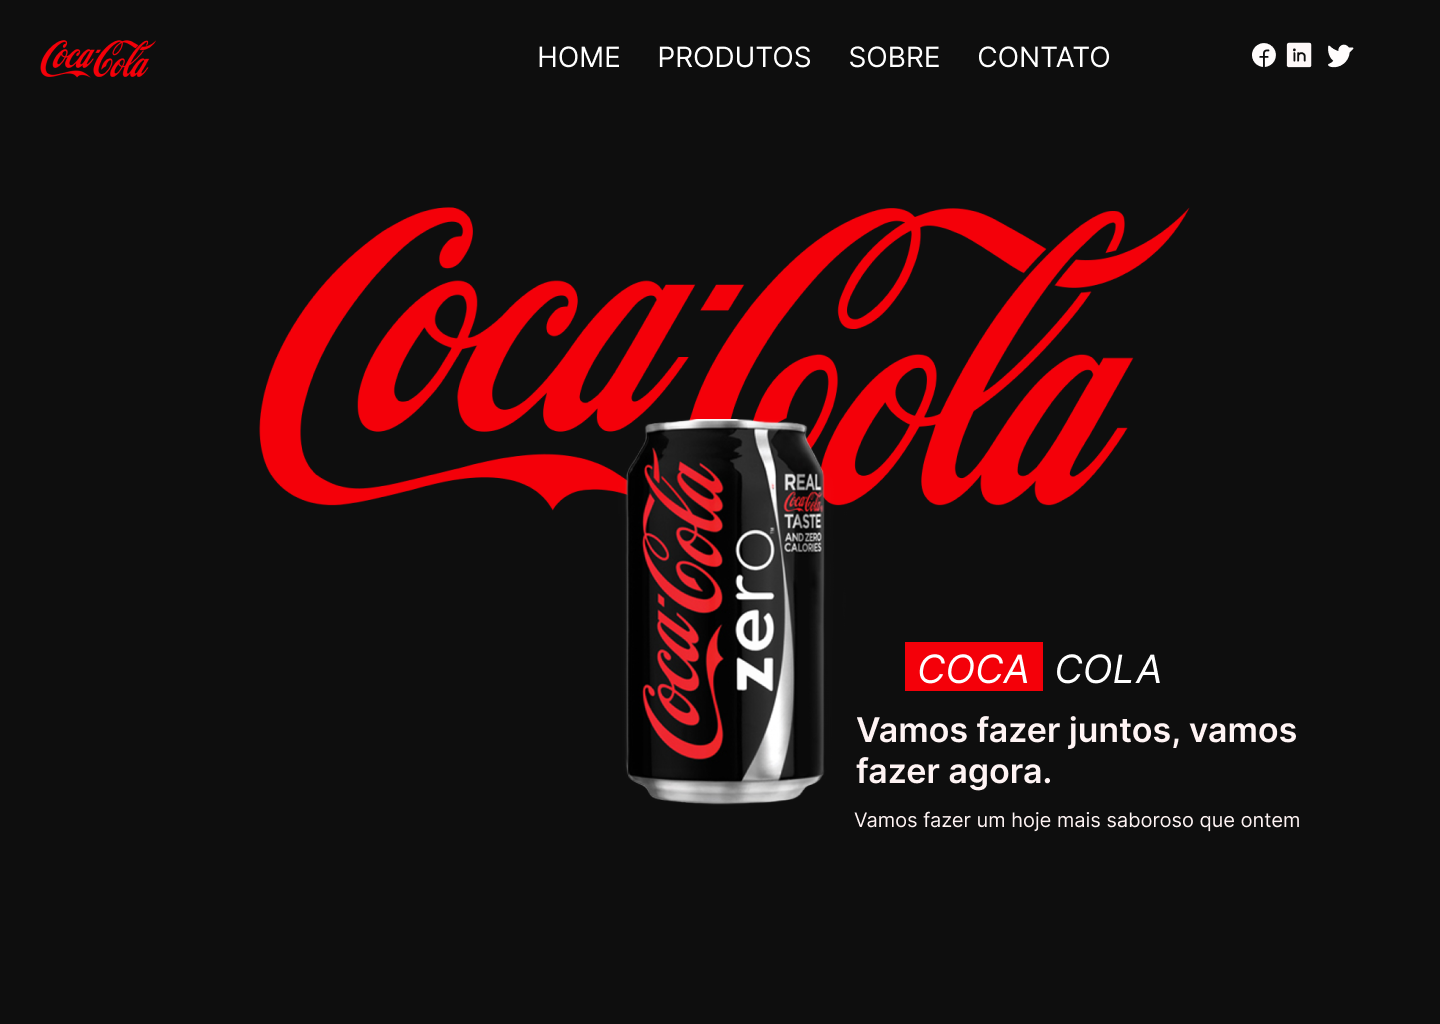 Coca-Cola
HOME PRODUTOS SOBRE CONTATO
Coca-Cola
Coca-Cola
zero™
REAL
Coca-Cola
TASTE
AND ZERO
CALORIES
COCA COLA
Vamos fazer juntos, vamos
fazer agora.
Vamos fazer um hoje mais saboroso que ontem